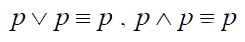 p ∨ p ≡ p , p ∧ p ≡ p